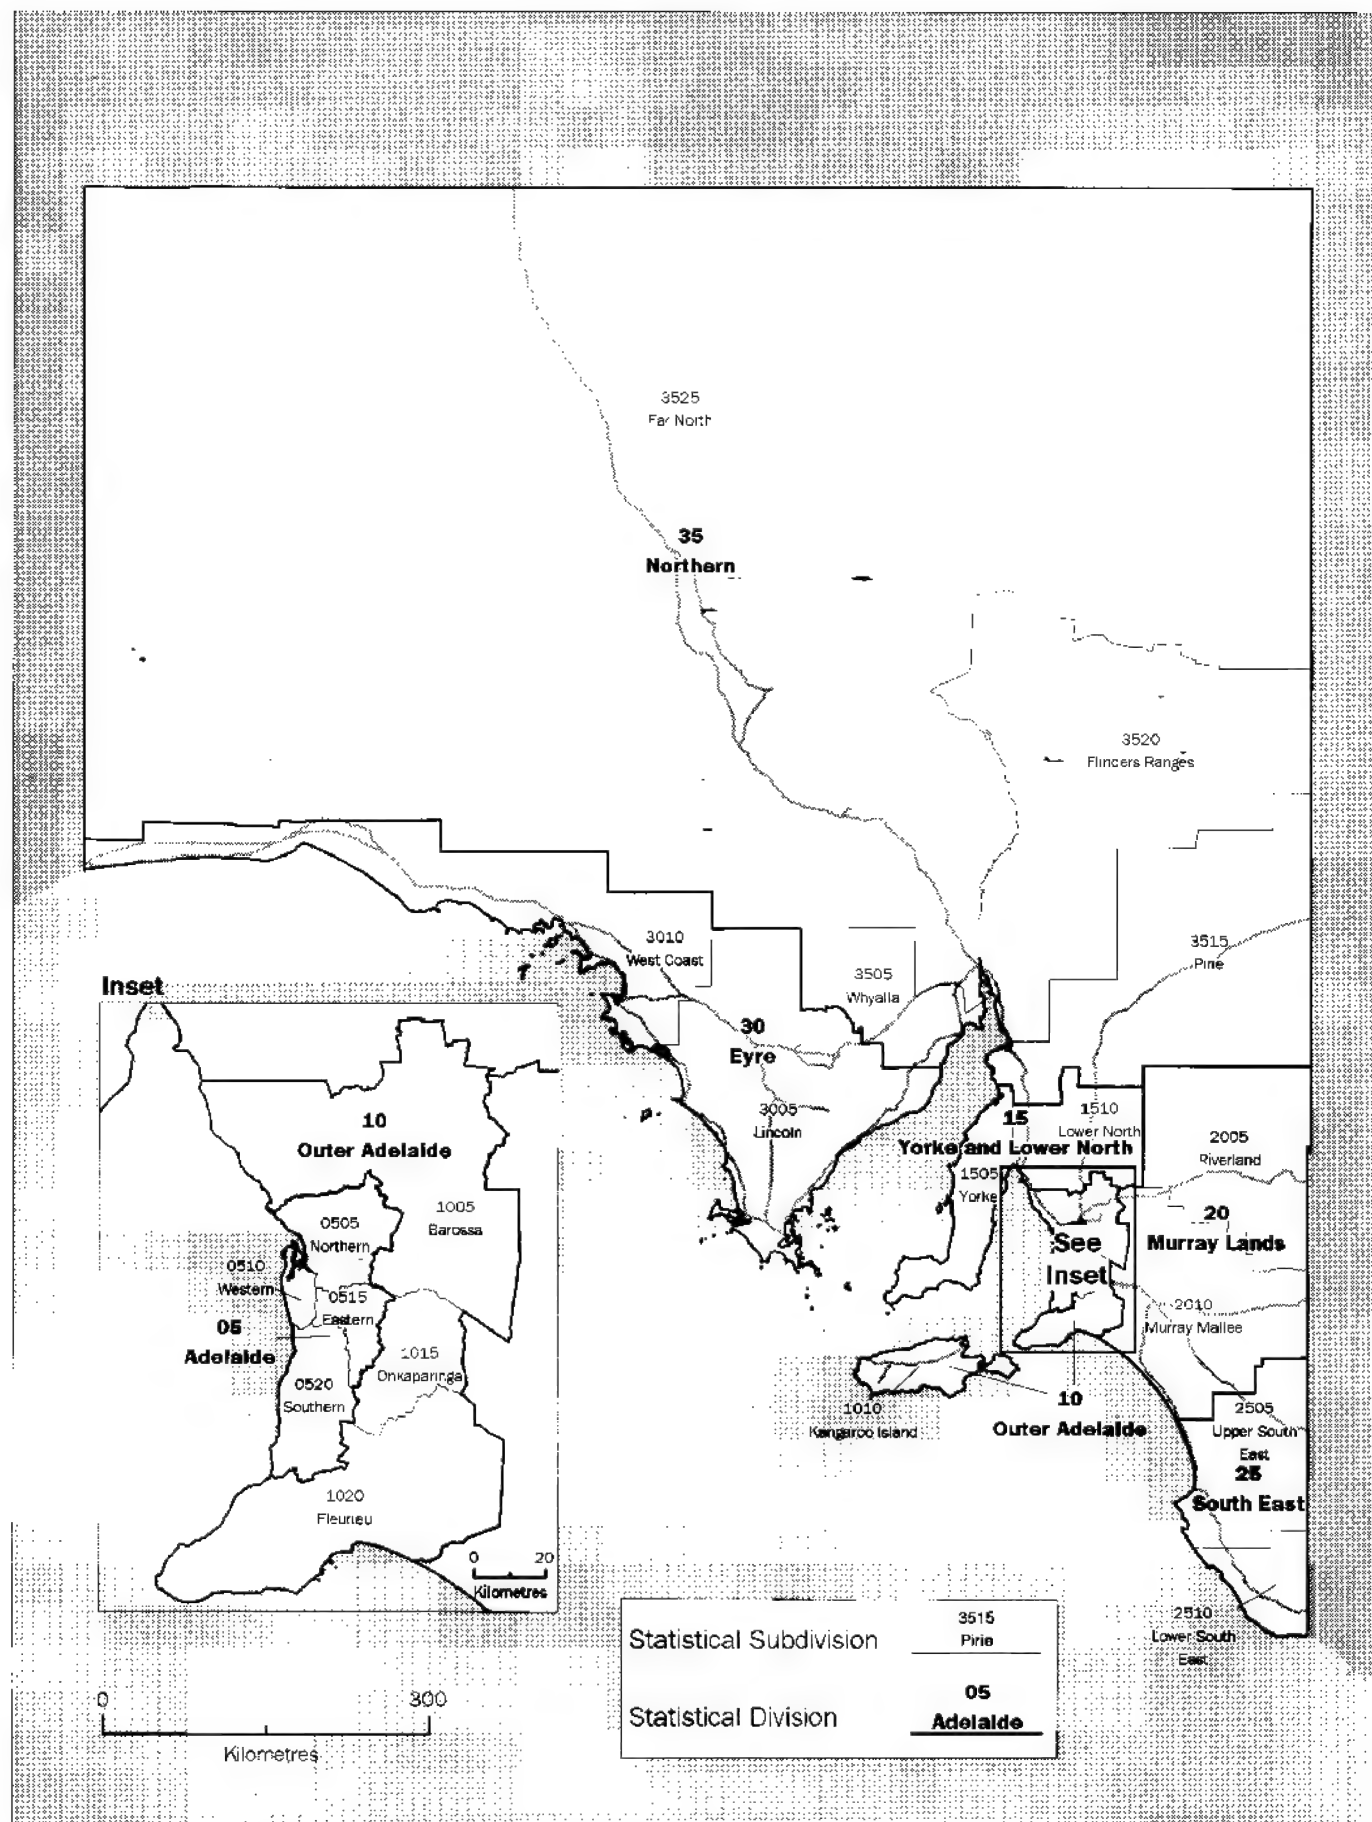 3525
Far North
35
Northern
3520
Flinders Ranges
3010
West Coast
3515
Pirie
3505
Whyalla
Inset
30
Eyre
3005
Lincoln
15
Yorke and Lower North
1510
Lower North
2005
Riverland
1505
Yorke
10
Outer Adelaide
1005
Barossa
0505
Northern
0510
Western
0515
Eastern
05
Adelaide
1015
Onkaparinga
0520
Southern
1020
Fleurieu
0 20
Kilometres
See
Inset
20
Murray Lands
2010
Murray Mallee
1010
Kangaroo Island
10
Outer Adelaide
2505
Upper South
East
25
South East
2510
Lower South
East
Statistical Subdivision
3515
Pirie
Statistical Division
05
Adelaide
0 300
Kilometres